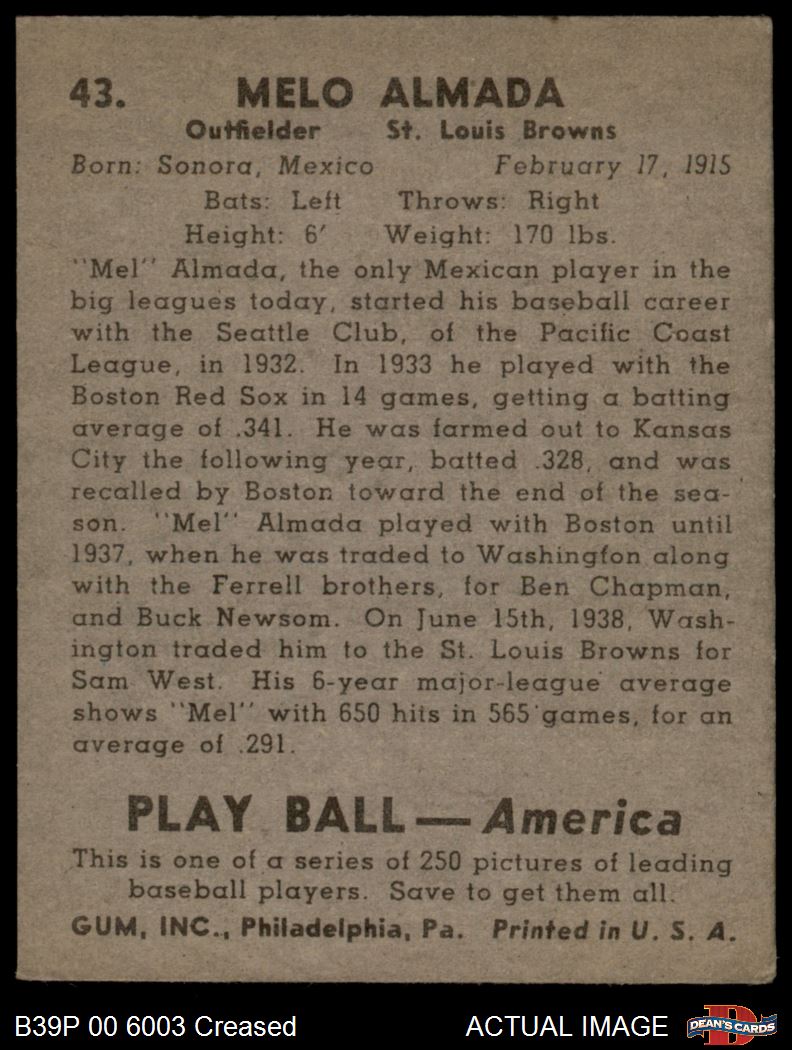 43. MELO ALMADA
Outfielder St. Louis Browns
Born: Sonora, Mexico February 17, 1915
Bats: Left Throws: Right
Height: 6′ Weight: 170 lbs.
"Mel" Almada, the only Mexican player in the
big leagues today, started his baseball career
with the Seattle Club, of the Pacific Coast
League, in 1932. In 1933 he played with the
Boston Red Sox in 14 games, getting a batting
average of .341. He was farmed out to Kansas
City the following year, batted .328, and was
recalled by Boston toward the end of the sea-
son. "Mel" Almada played with Boston until
1937, when he was traded to Washington along
with the Ferrell brothers, for Ben Chapman,
and Buck Newsom. On June 15th, 1938, Wash-
ington traded him to the St. Louis Browns for
Sam West. His 6-year major-league average
shows "Mel" with 650 hits in 565 games, for an
average of .291.
PLAY BALL — America
This is one of a series of 250 pictures of leading
baseball players. Save to get them all.
GUM, INC., Philadelphia, Pa. Printed in U. S. A.
B39P 00 6003 Creased ACTUAL IMAGE DEAN'S CARDS